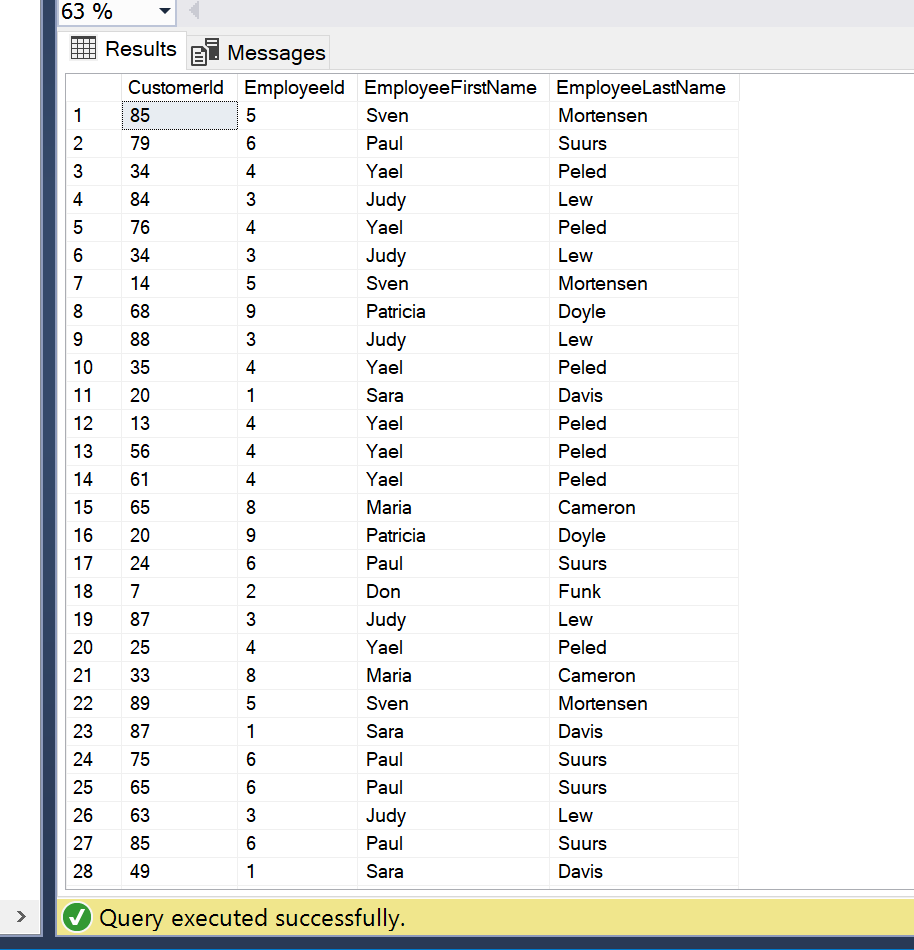 63 %
Results Messages
CustomerId EmployeeId EmployeeFirstName EmployeeLastName
1 85 5 Sven Mortensen
2 79 6 Paul Suurs
3 34 4 Yael Peled
4 84 3 Judy Lew
5 76 4 Yael Peled
6 34 3 Judy Lew
7 14 5 Sven Mortensen
8 68 9 Patricia Doyle
9 88 3 Judy Lew
10 35 4 Yael Peled
11 20 1 Sara Davis
12 13 4 Yael Peled
13 56 4 Yael Peled
14 61 4 Yael Peled
15 65 8 Maria Cameron
16 20 9 Patricia Doyle
17 24 6 Paul Suurs
18 7 2 Don Funk
19 87 3 Judy Lew
20 25 4 Yael Peled
21 33 8 Maria Cameron
22 89 5 Sven Mortensen
23 87 1 Sara Davis
24 75 6 Paul Suurs
25 65 6 Paul Suurs
26 63 3 Judy Lew
27 85 6 Paul Suurs
28 49 1 Sara Davis
Query executed successfully.